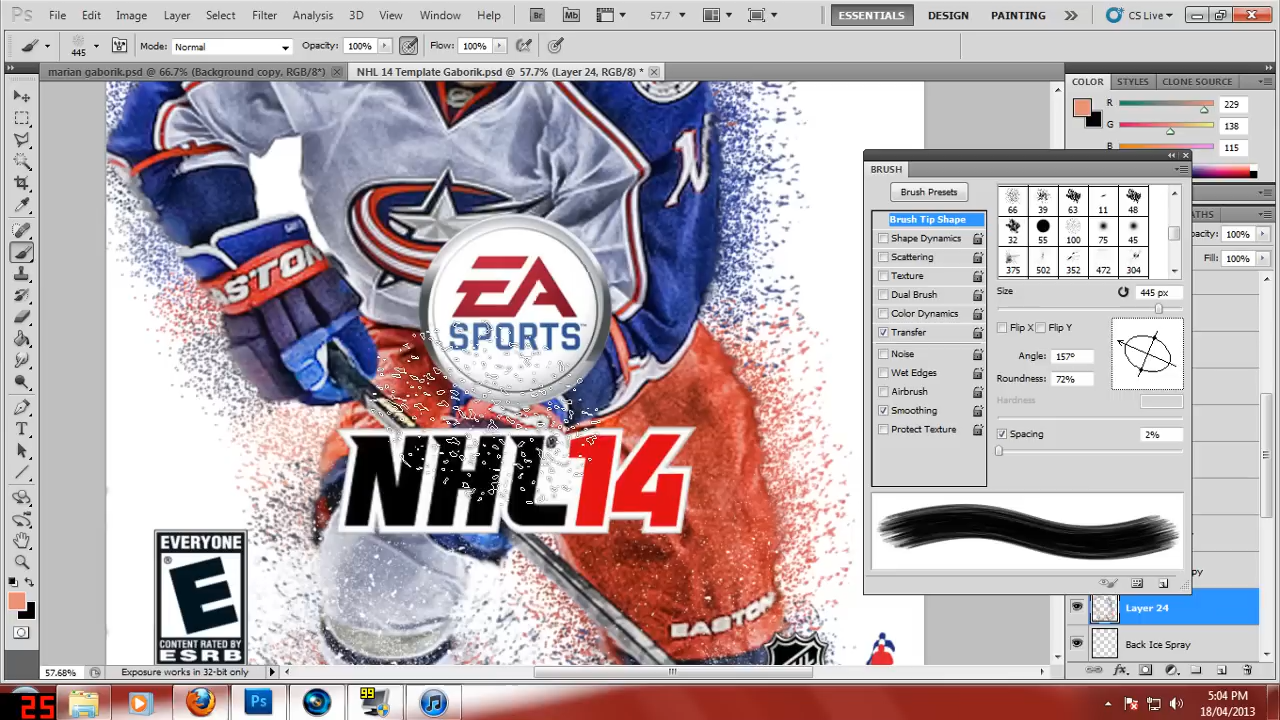 Ps File Edit Image Layer Select Filter Analysis 3D View Window Help Br Mb 57.7 ESSENTIALS DESIGN PAINTING CS Live
445 Mode: Normal Opacity: 100% Flow: 100%
marian gaborik.psd @ 66.7% (Background copy, RGB/8*) NHL 14 Template Gaborik.psd @ 57.7% (Layer 24, RGB/8) *
COLOR STYLES CLONE SOURCE
R 229
G 138
B 115
BRUSH
Brush Presets
66 39 63 11 48
32 55 100 75 45
375 502 352 472 304
Brush Tip Shape
Shape Dynamics
Scattering
Texture
Dual Brush
Color Dynamics
Transfer
Noise
Wet Edges
Airbrush
Smoothing
Protect Texture
Size 445 px
Flip X Flip Y
Angle: 157°
Roundness: 72%
Hardness
Spacing 2%
PATHS
100%
Fill: 100%
Layer 24
Back Ice Spray
EASTON
EA
SPORTS™
NHL14
EVERYONE
®
E
CONTENT RATED BY
ESRB
EASTON
NHL
57.68% Exposure works in 32-bit only
25
Ps
99
5:04 PM
18/04/2013